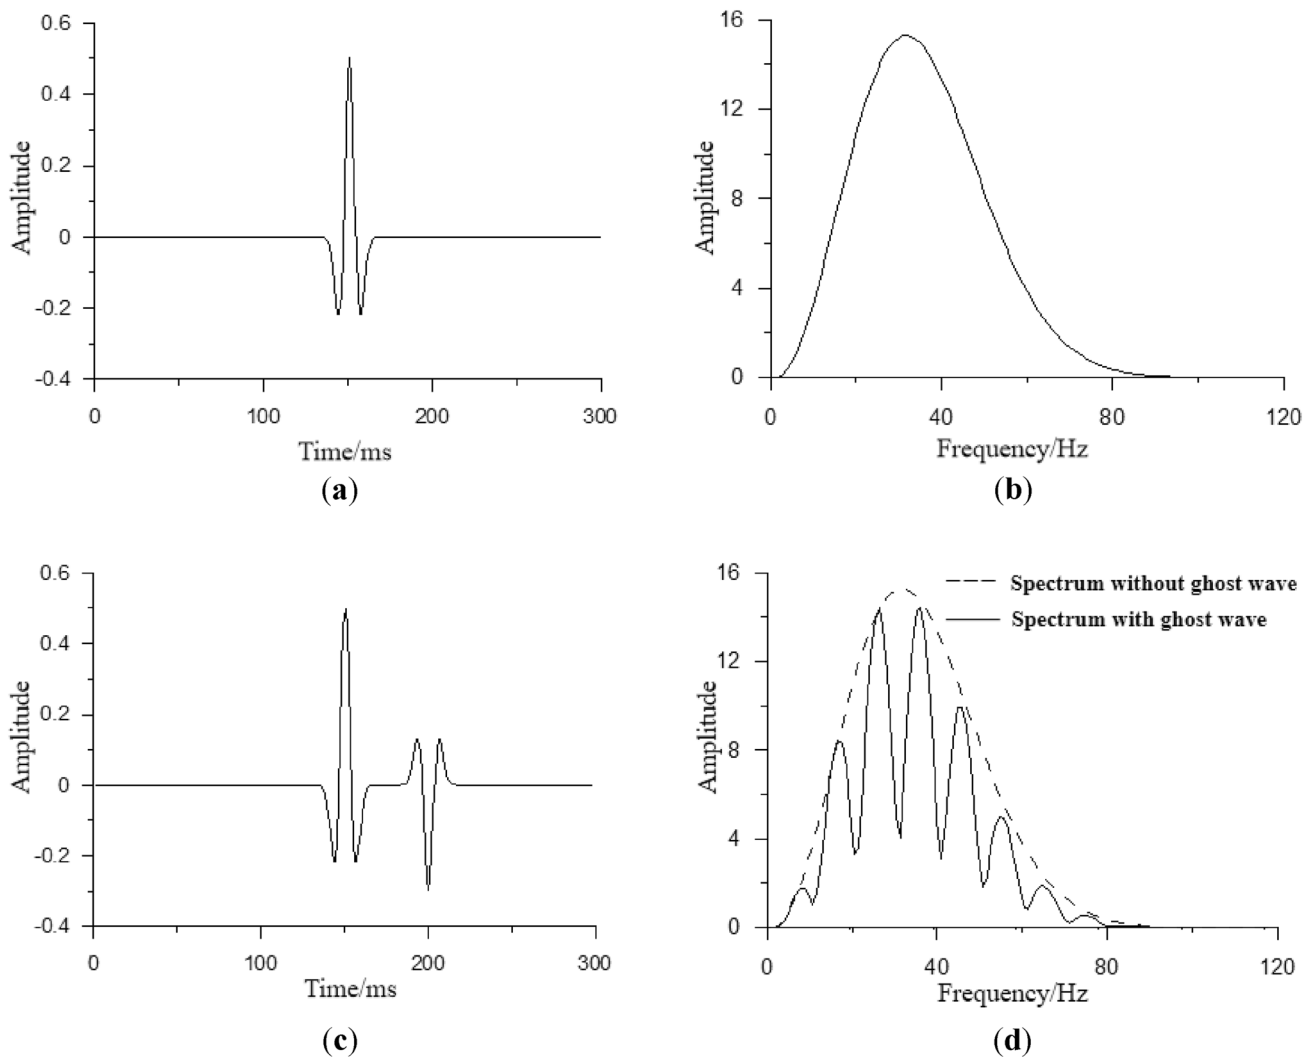 0.6
0.4
0.2
0
-0.2
-0.4
Amplitude
0
100
200
300
Time/ms
(a)
16
12
8
4
0
Amplitude
0
40
80
120
Frequency/Hz
(b)
0.6
0.4
0.2
0
-0.2
-0.4
Amplitude
0
100
200
300
Time/ms
(c)
16
12
8
4
0
Amplitude
Spectrum without ghost wave
Spectrum with ghost wave
0
40
80
120
Frequency/Hz
(d)